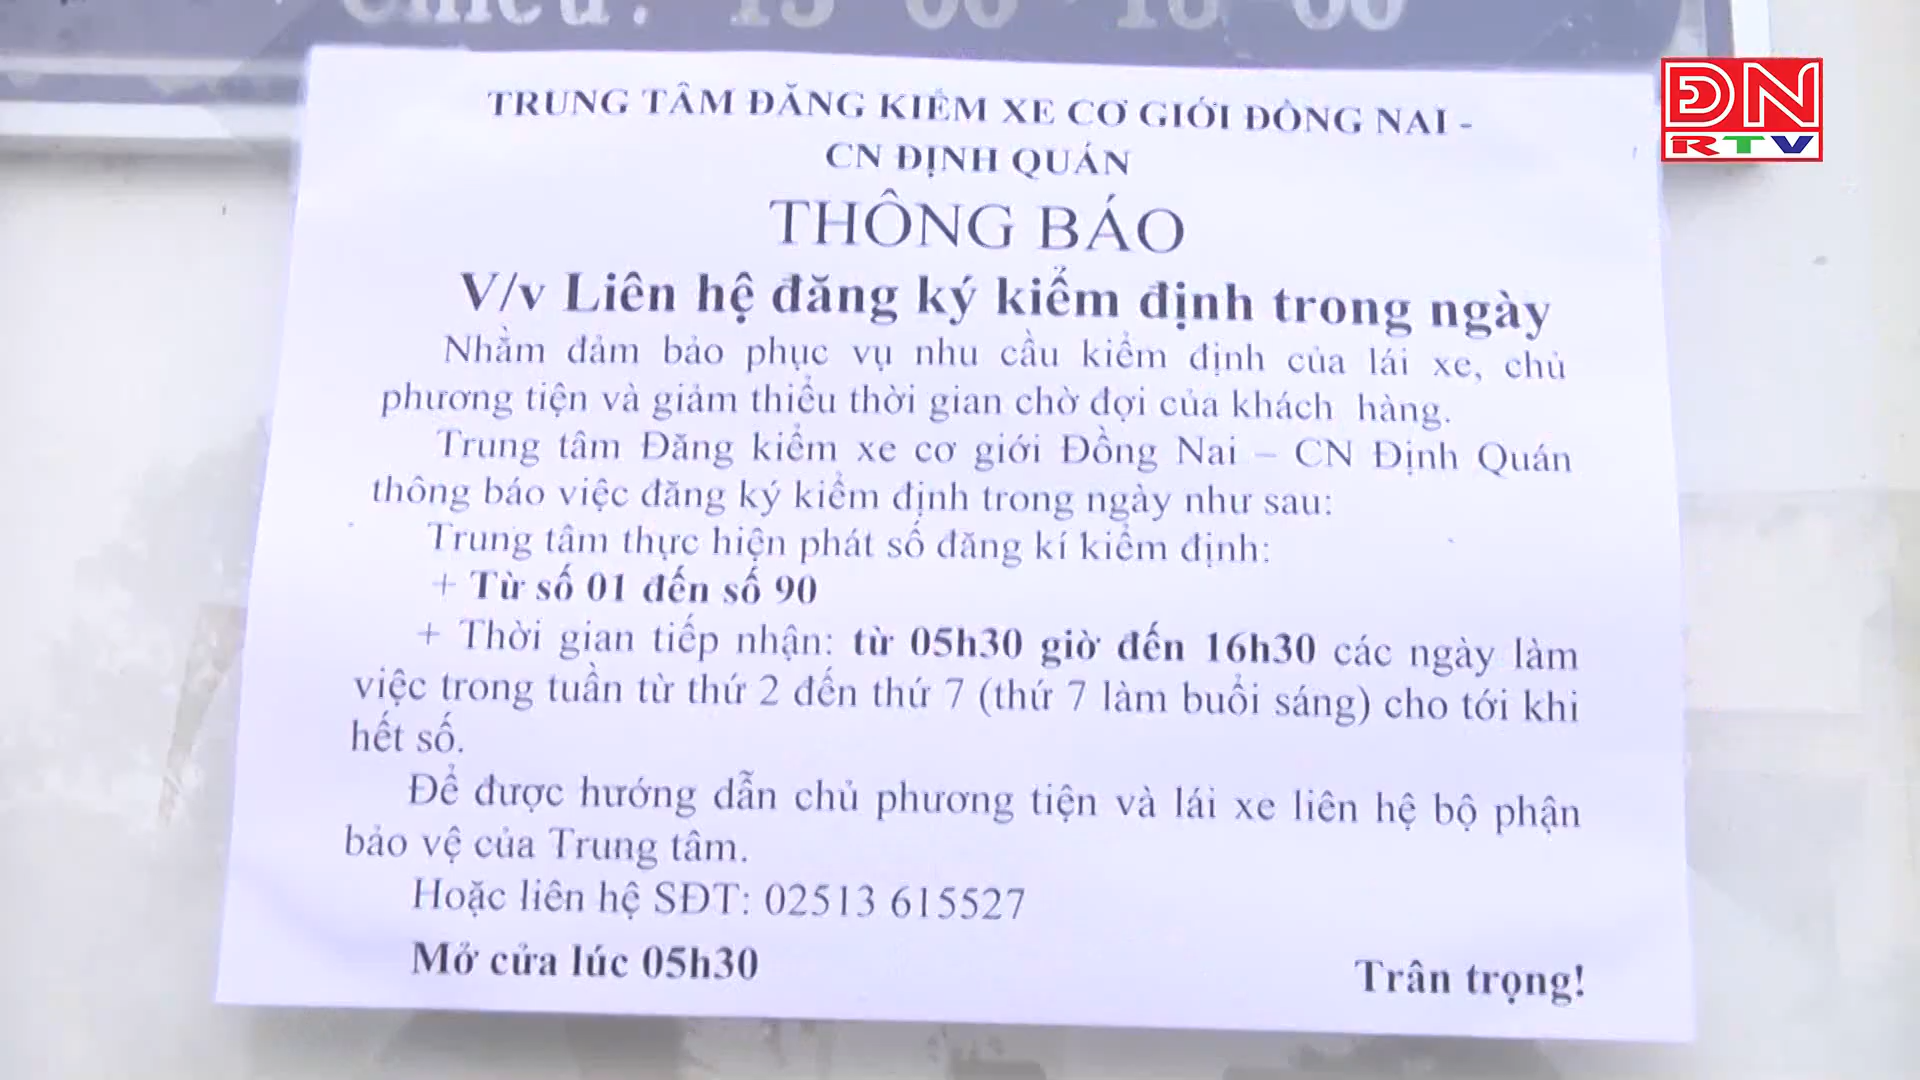 TRUNG TÂM ĐĂNG KIỂM XE CƠ GIỚI ĐỒNG NAI -
CN ĐỊNH QUÁN
THÔNG BÁO
V/v Liên hệ đăng ký kiểm định trong ngày
Nhằm đảm bảo phục vụ nhu cầu kiểm định của lái xe, chủ
phương tiện và giảm thiểu thời gian chờ đợi của khách hàng.
Trung tâm Đăng kiểm xe cơ giới Đồng Nai – CN Định Quán
thông báo việc đăng ký kiểm định trong ngày như sau:
Trung tâm thực hiện phát số đăng kí kiểm định:
+ Từ số 01 đến số 90
+ Thời gian tiếp nhận: từ 05h30 giờ đến 16h30 các ngày làm
việc trong tuần từ thứ 2 đến thứ 7 (thứ 7 làm buổi sáng) cho tới khi
hết số.
Để được hướng dẫn chủ phương tiện và lái xe liên hệ bộ phận
bảo vệ của Trung tâm.
Hoặc liên hệ SĐT: 02513 615527
Mở cửa lúc 05h30
Trân trọng!
ĐN
RTV